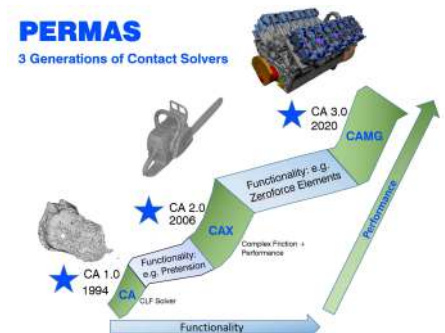 PERMAS
3 Generations of Contact Solvers
CA 3.0
2020
CAMG
Functionality: e.g.
Zeroforce Elements
CA 2.0
2006
CAX
Complex Friction +
Performance
Functionality:
e.g. Pretension
CA 1.0
1994
CA
CLF Solver
Performance
Functionality